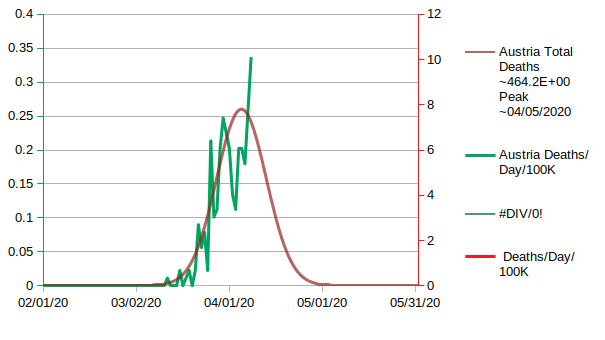 0.4
0.35
0.3
0.25
0.2
0.15
0.1
0.05
0
12
10
8
6
4
2
0
02/01/20 03/02/20 04/01/20 05/01/20 05/31/20
Austria Total
Deaths
~464.2E+00
Peak
~04/05/2020
Austria Deaths/
Day/100K
#DIV/0!
Deaths/Day/
100K